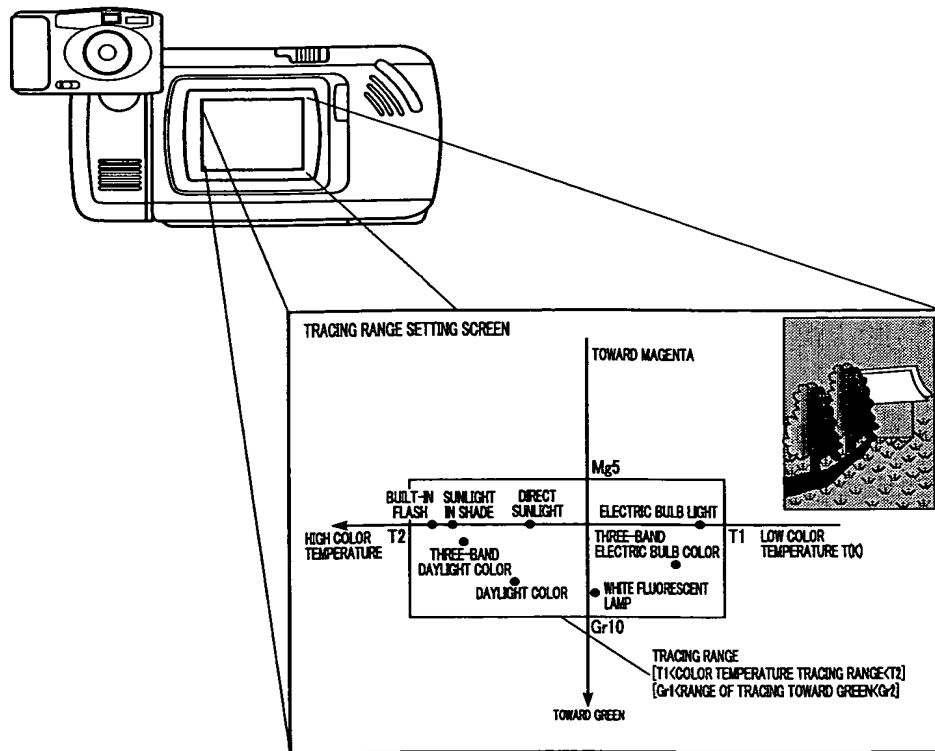 TRACING RANGE SETTING SCREEN
TOWARD MAGENTA
Mg5
BUILT-IN
FLASH
SUNLIGHT
IN SHADE
DIRECT
SUNLIGHT
ELECTRIC BULB LIGHT
HIGH COLOR
TEMPERATURE
T2
T1
LOW COLOR
TEMPERATURE T(K)
THREE-BAND
DAYLIGHT COLOR
THREE-BAND
ELECTRIC BULB COLOR
DAYLIGHT COLOR
WHITE FLUORESCENT
LAMP
Gr10
TRACING RANGE
[T1<COLOR TEMPERATURE TRACING RANGE<T2]
[Gr1<RANGE OF TRACING TOWARD GREEN<Gr2]
TOWARD GREEN